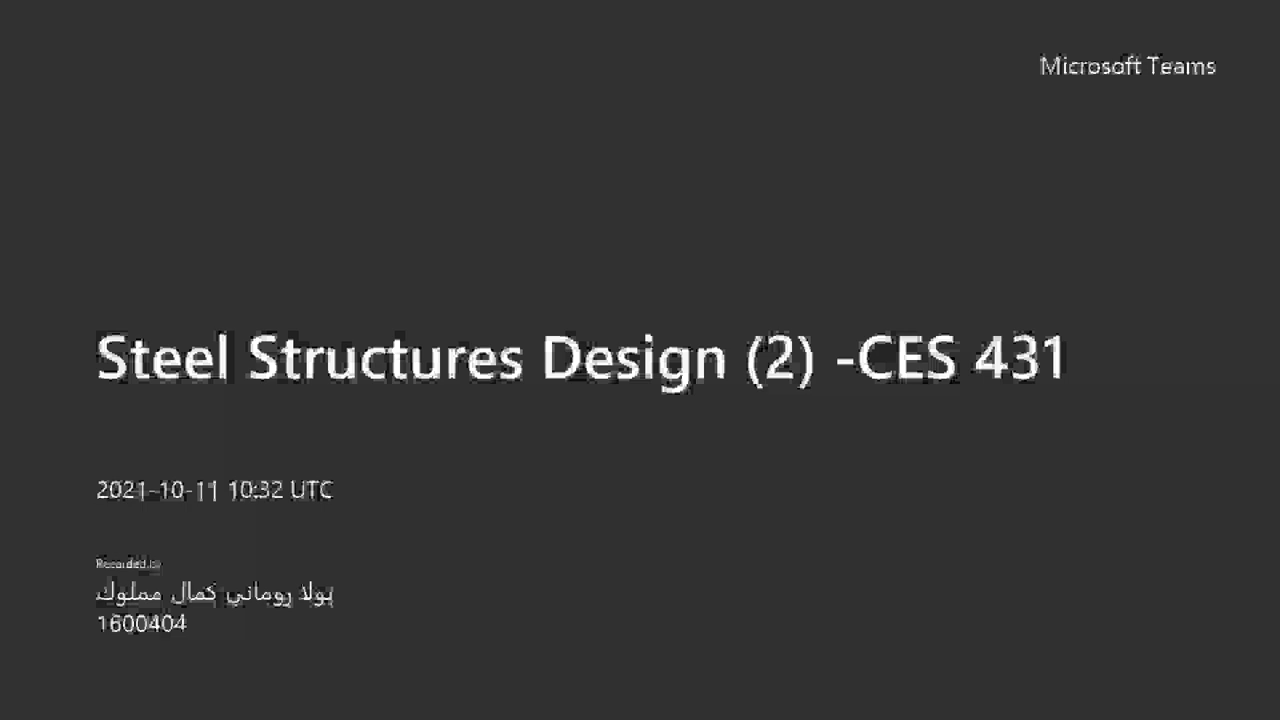 Microsoft Teams
Steel Structures Design (2) -CES 431
2021-10-11 10:32 UTC
Recorded by
بولا روماني كمال مملوك
1600404